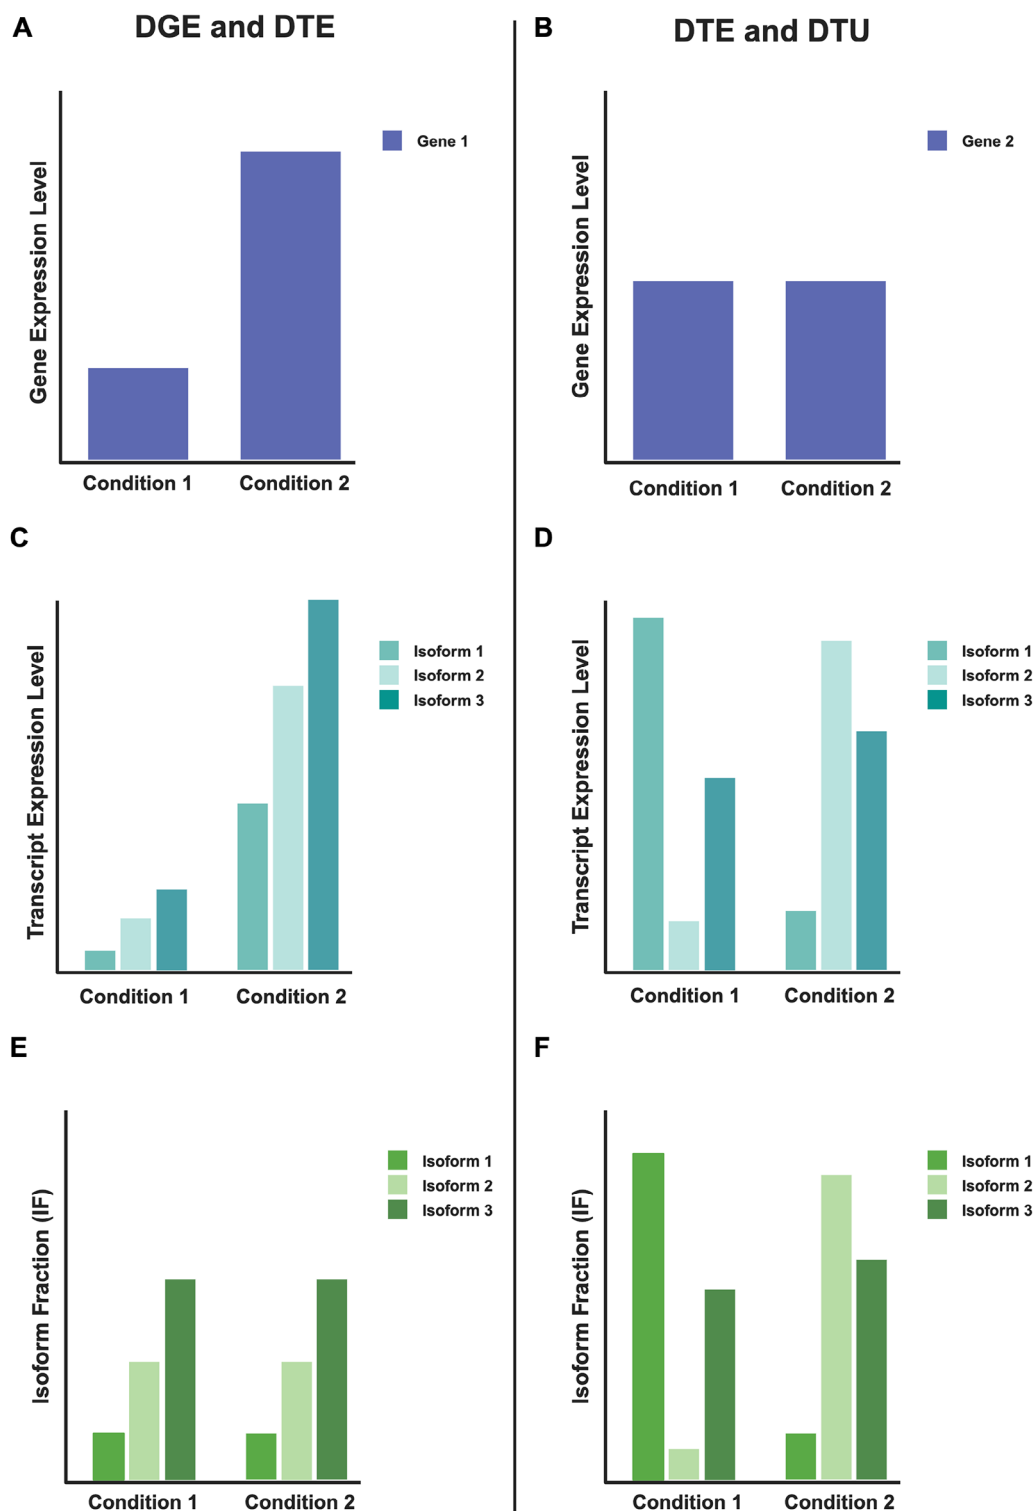 A
DGE and DTE
Gene Expression Level
Gene 1
Condition 1
Condition 2
B
DTE and DTU
Gene Expression Level
Gene 2
Condition 1
Condition 2
C
Transcript Expression Level
Isoform 1
Isoform 2
Isoform 3
Condition 1
Condition 2
D
Transcript Expression Level
Isoform 1
Isoform 2
Isoform 3
Condition 1
Condition 2
E
Isoform Fraction (IF)
Isoform 1
Isoform 2
Isoform 3
Condition 1
Condition 2
F
Isoform Fraction (IF)
Isoform 1
Isoform 2
Isoform 3
Condition 1
Condition 2